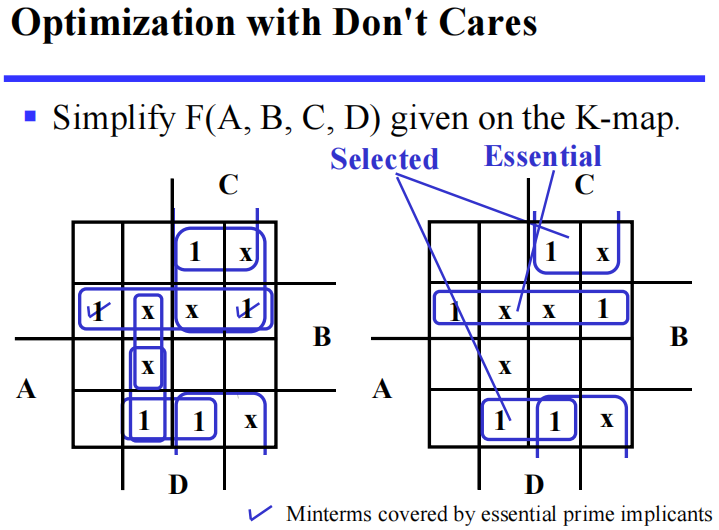 Optimization with Don't Cares
Simplify F(A, B, C, D) given on the K-map.
Selected Essential
C C
1 x 1 x
1 x x 1 1 x x 1
B B
x x
A A
1 1 x 1 1 x
D D
✓ Minterms covered by essential prime implicants